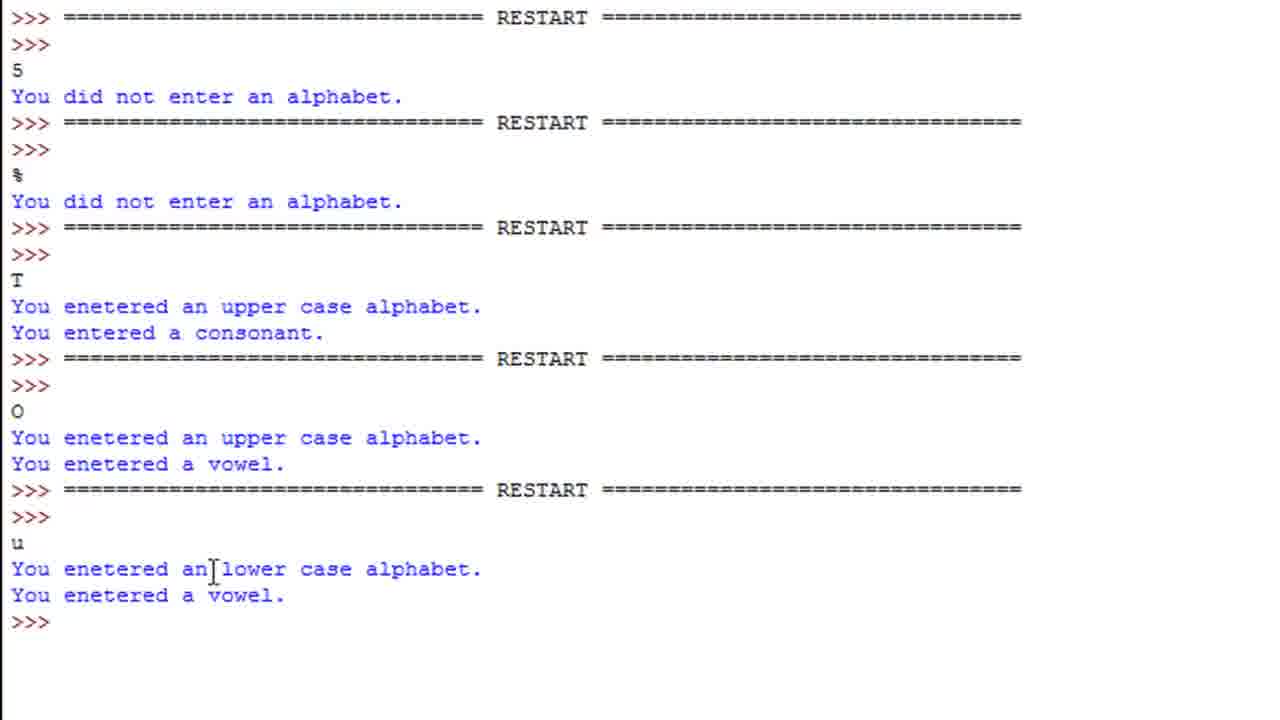 >>> ================================ RESTART ================================
>>>
5
You did not enter an alphabet.
>>> ================================ RESTART ================================
>>>
%
You did not enter an alphabet.
>>> ================================ RESTART ================================
>>>
T
You enetered an upper case alphabet.
You entered a consonant.
>>> ================================ RESTART ================================
>>>
O
You enetered an upper case alphabet.
You enetered a vowel.
>>> ================================ RESTART ================================
>>>
u
You enetered an lower case alphabet.
You enetered a vowel.
>>>